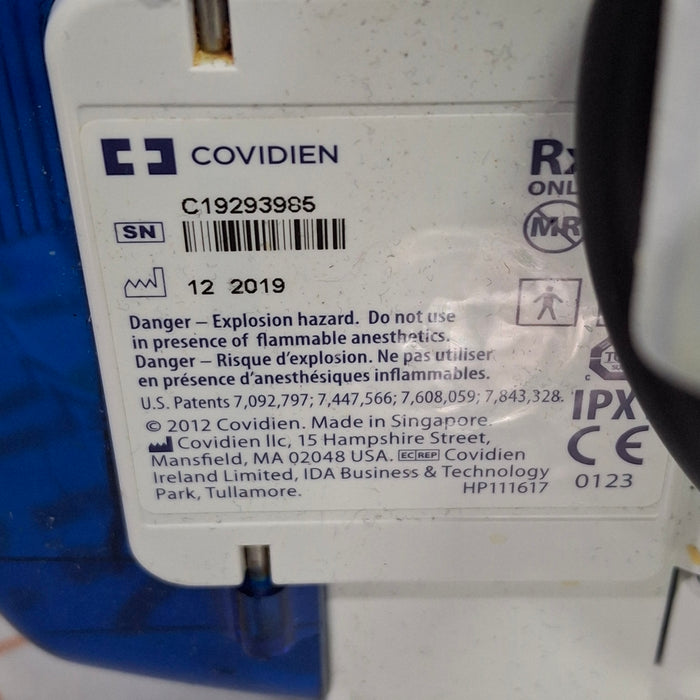 COVIDIEN
C19293985
SN
12 2019
Danger – Explosion hazard. Do not use
in presence of flammable anesthetics.
Danger – Risque d'explosion. Ne pas utiliser
en présence d'anesthésiques inflammables.
U.S. Patents 7,092,797; 7,447,566; 7,608,059; 7,843,328.
© 2012 Covidien. Made in Singapore.
Covidien llc, 15 Hampshire Street,
Mansfield, MA 02048 USA. EC REP Covidien
Ireland Limited, IDA Business & Technology
Park, Tullamore.
HP111617
Rx
ONL
MR
IPX
CE
0123